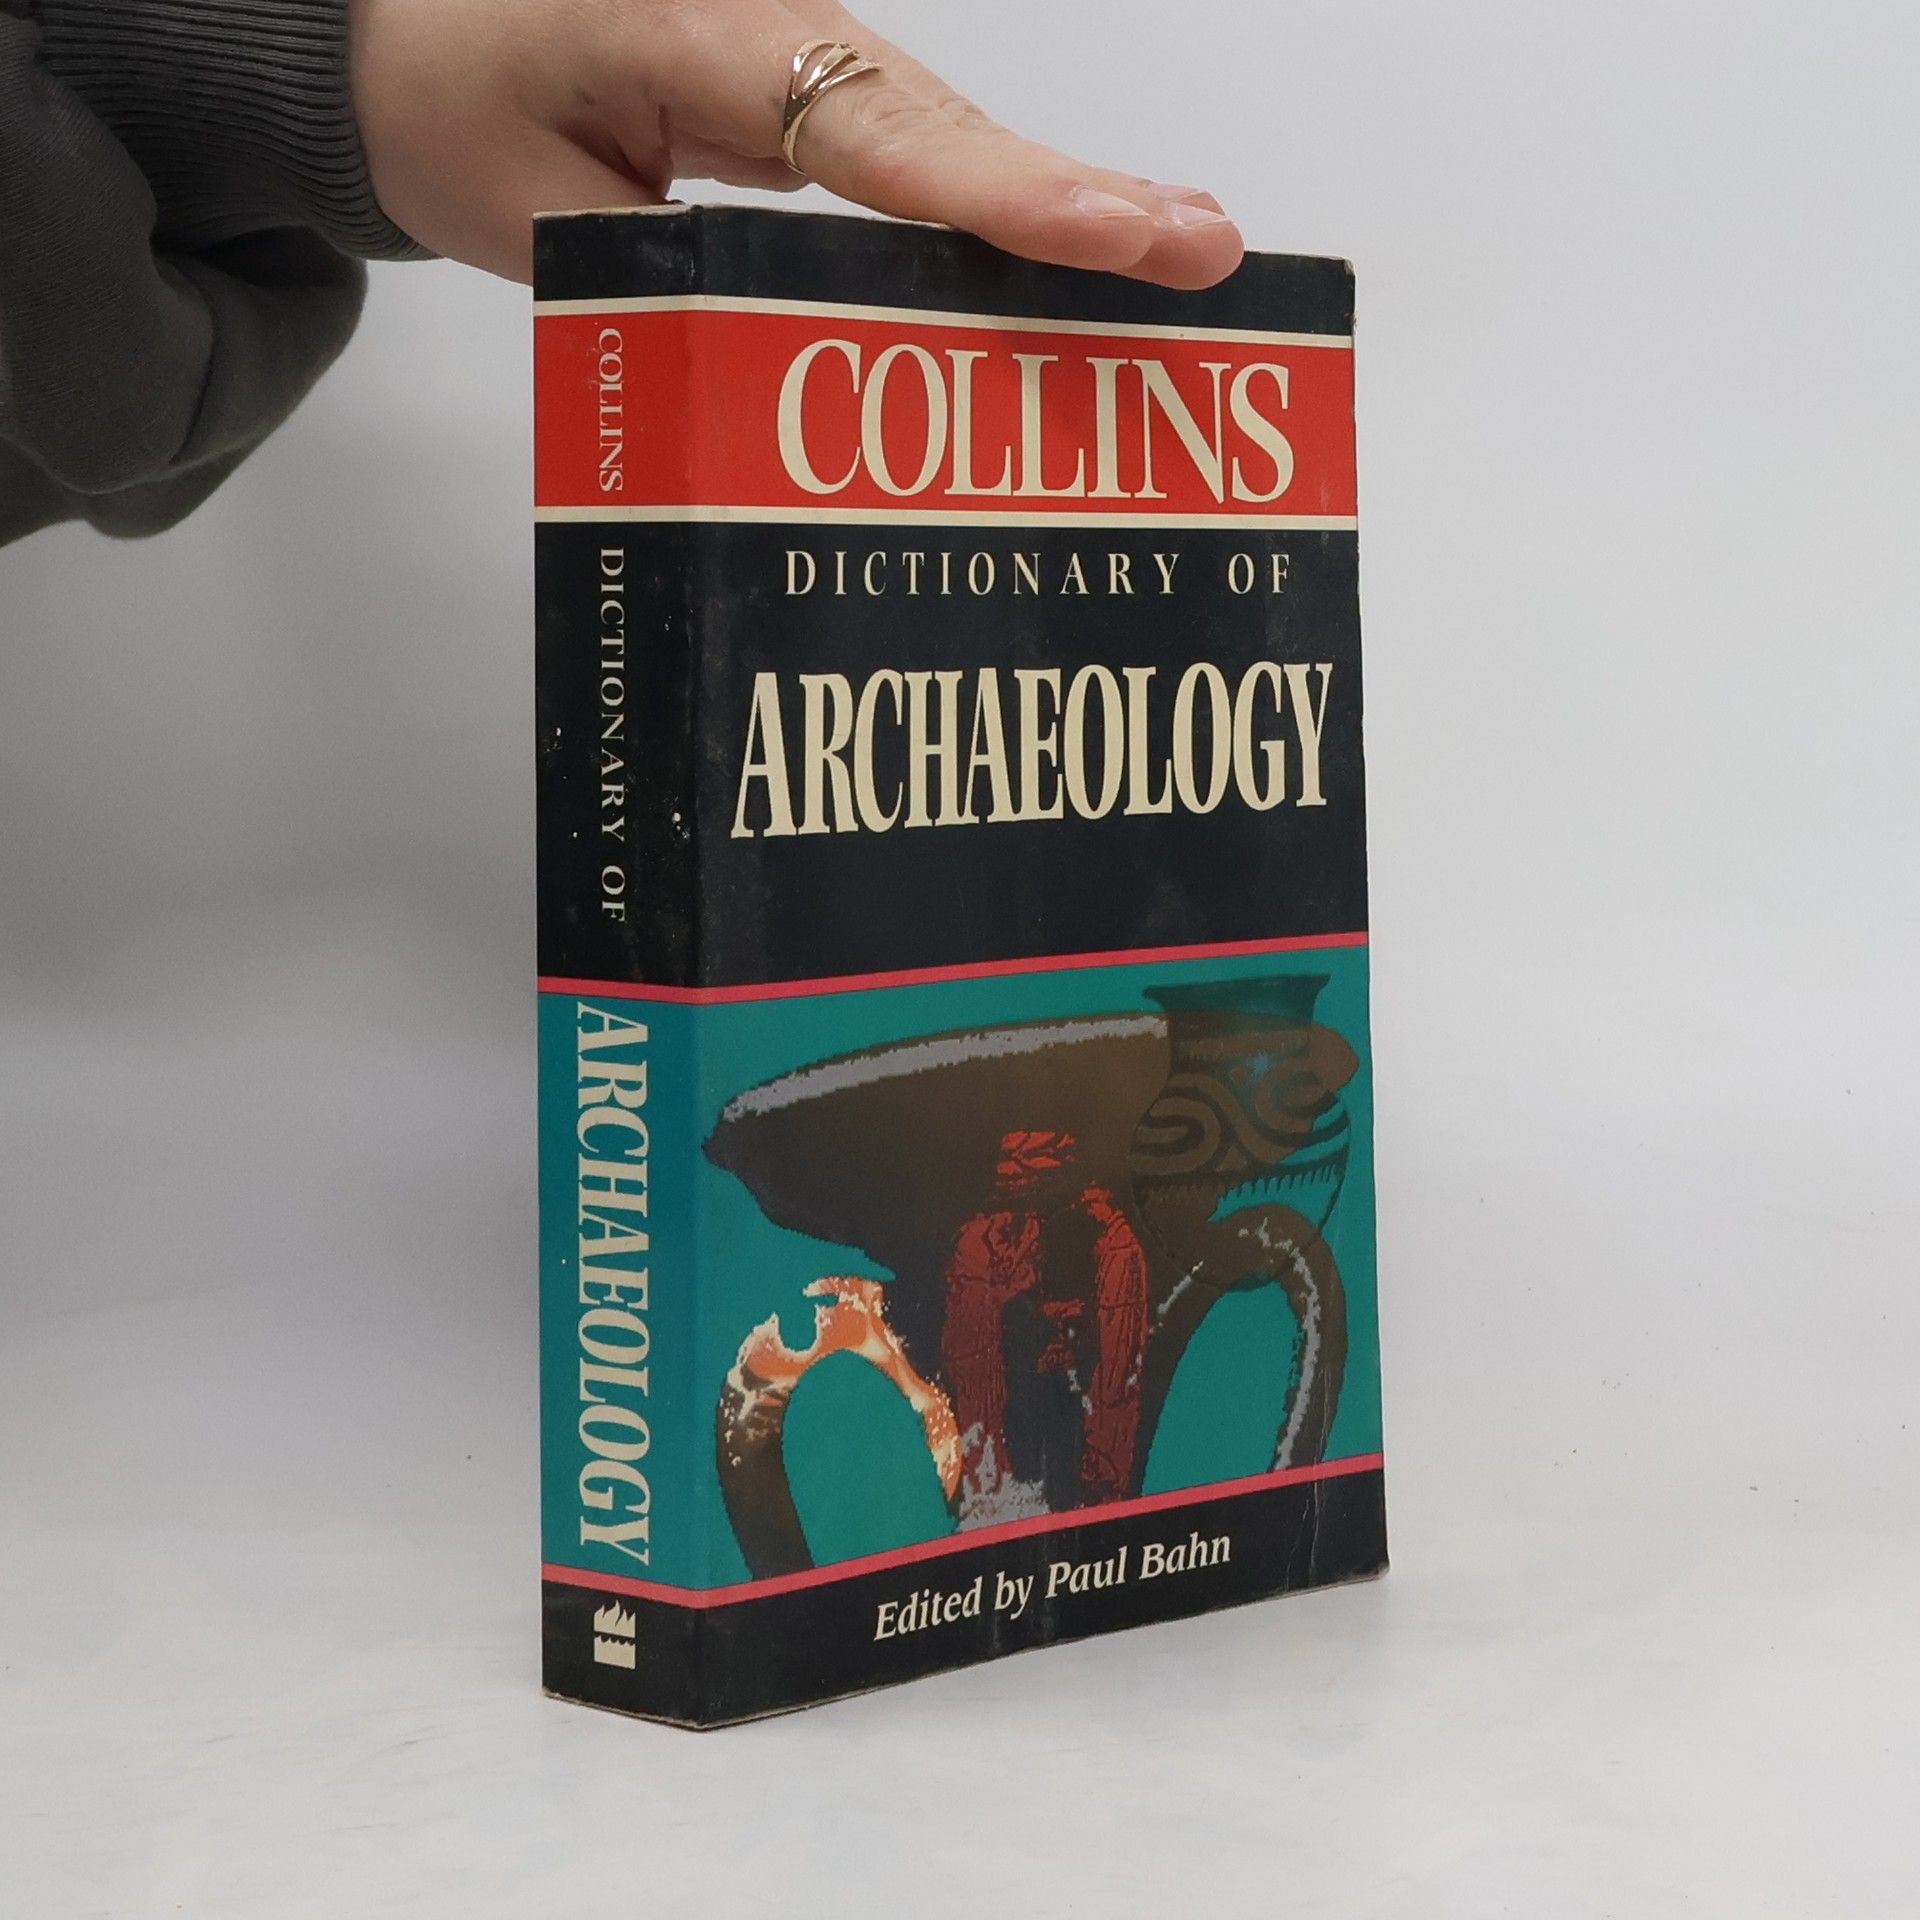 COLLINS
DICTIONARY OF
ARCHAEOLOGY
Edited by Paul Bahn
COLLINS DICTIONARY OF ARCHAEOLOGY